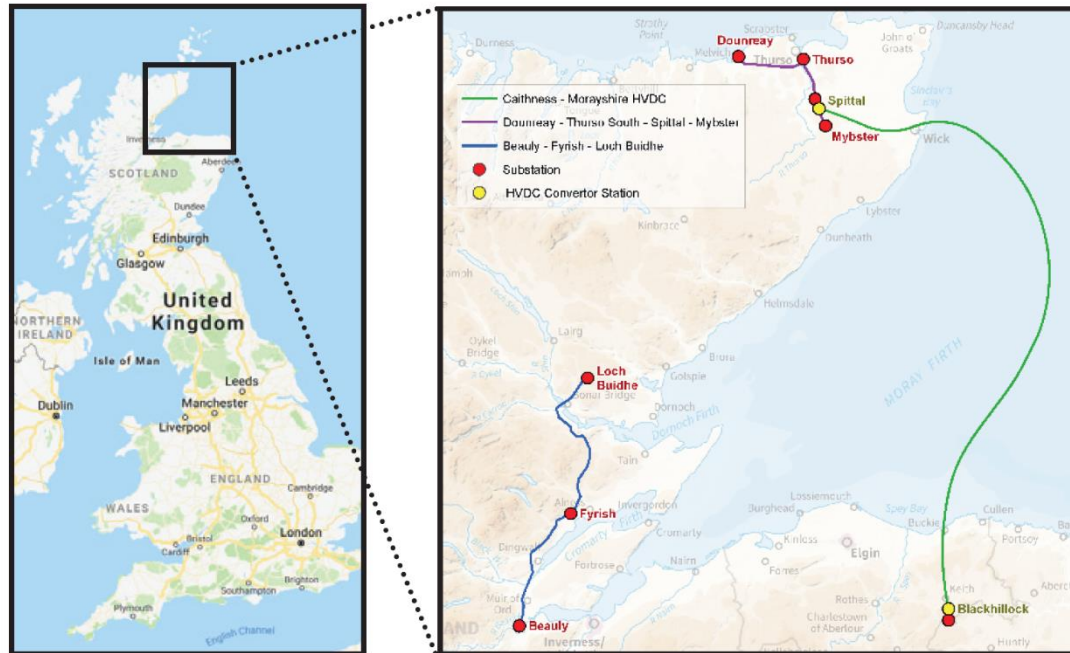 Inverness
Aberdeen
SCOTLAND
Dundee
Edinburgh
Glasgow
United
Kingdom
NORTHERN
IRELAND
Isle of Man
Leeds
Dublin
Manchester
Liverpool
ENGLAND
WALES
Cambridge
Oxford
Cardiff
Bristol
London
Southampton
Brighton
Plymouth
English Channel
Caithness - Morayshire HVDC
Dounreay - Thurso South - Spittal - Mybster
Beauly - Fyrish - Loch Buidhe
Substation
HVDC Convertor Station
Durness
Strathy
Point
Melvich
Dounreay
Scrabster
Thurso
Thurso
Duncansby Head
John
Groats
Sinclair's
Bay
Spittal
Mybster
Wick
R Thurso
Lybster
Dunbeath
Kinbrace
Helmsdale
Lairg
Oykel
Bridge
Brora
Golspie
Loch
Buidhe
Bonar Bridge
Dornoch
Dornoch Firth
MORAY FIRTH
Tain
Fyrish
Invergordon
Cromarty
Cromarty
Dingwall
Fortrose
Muir of
Ord
Beauly
Inverness/
Nairn
Burghead
Lossiemouth
Kinloss
Elgin
Forres
Spey Bay
Buckie
Cullen
Portsoy
Rothes
Keith
Blackhillock
Charlestown
of Aberlour
Huntly